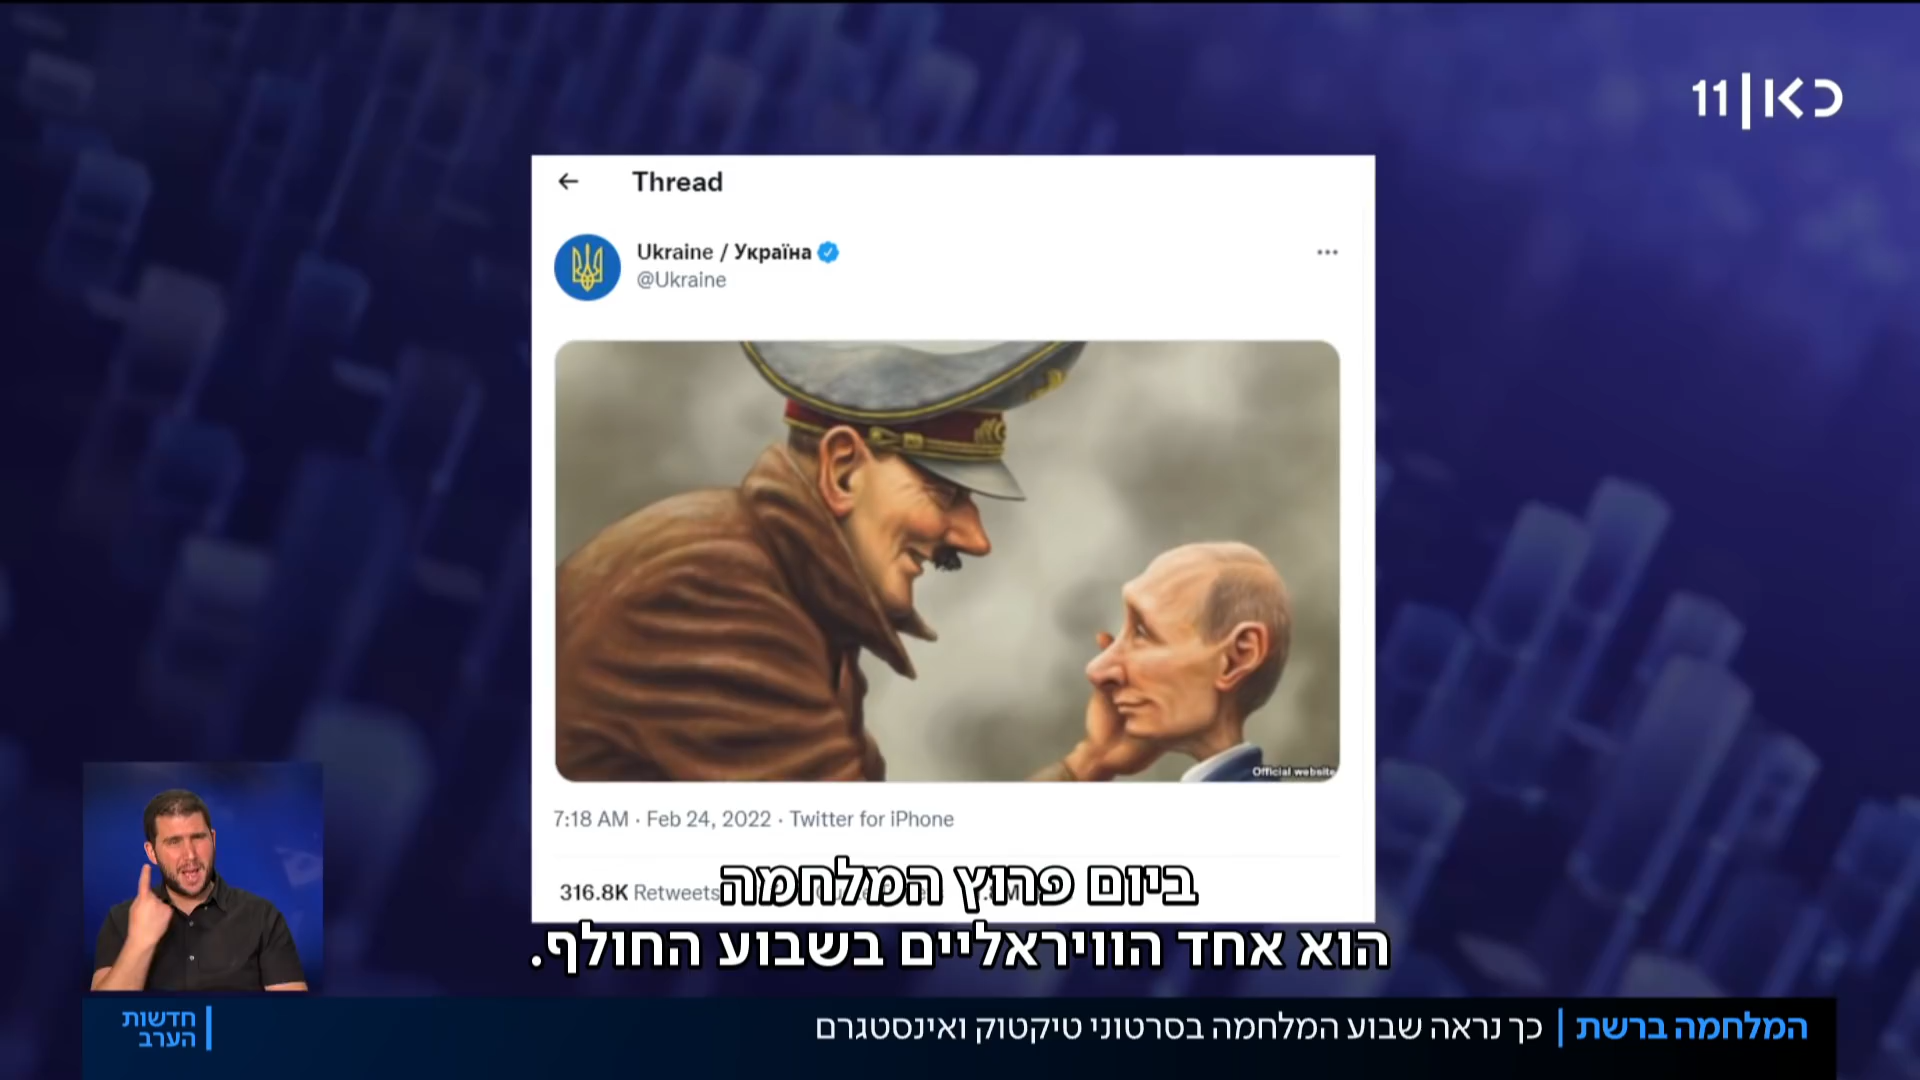 כאן 11
Thread
Ukraine / Україна
@Ukraine
Official website
7:18 AM · Feb 24, 2022 · Twitter for iPhone
316.8K Retweets
ביום פרוץ המלחמה
הוא אחד הוויראליים בשבוע החולף.
המלחמה ברשת | כך נראה שבוע המלחמה בסרטוני טיקטוק ואינסטגרם
חדשות
הערב